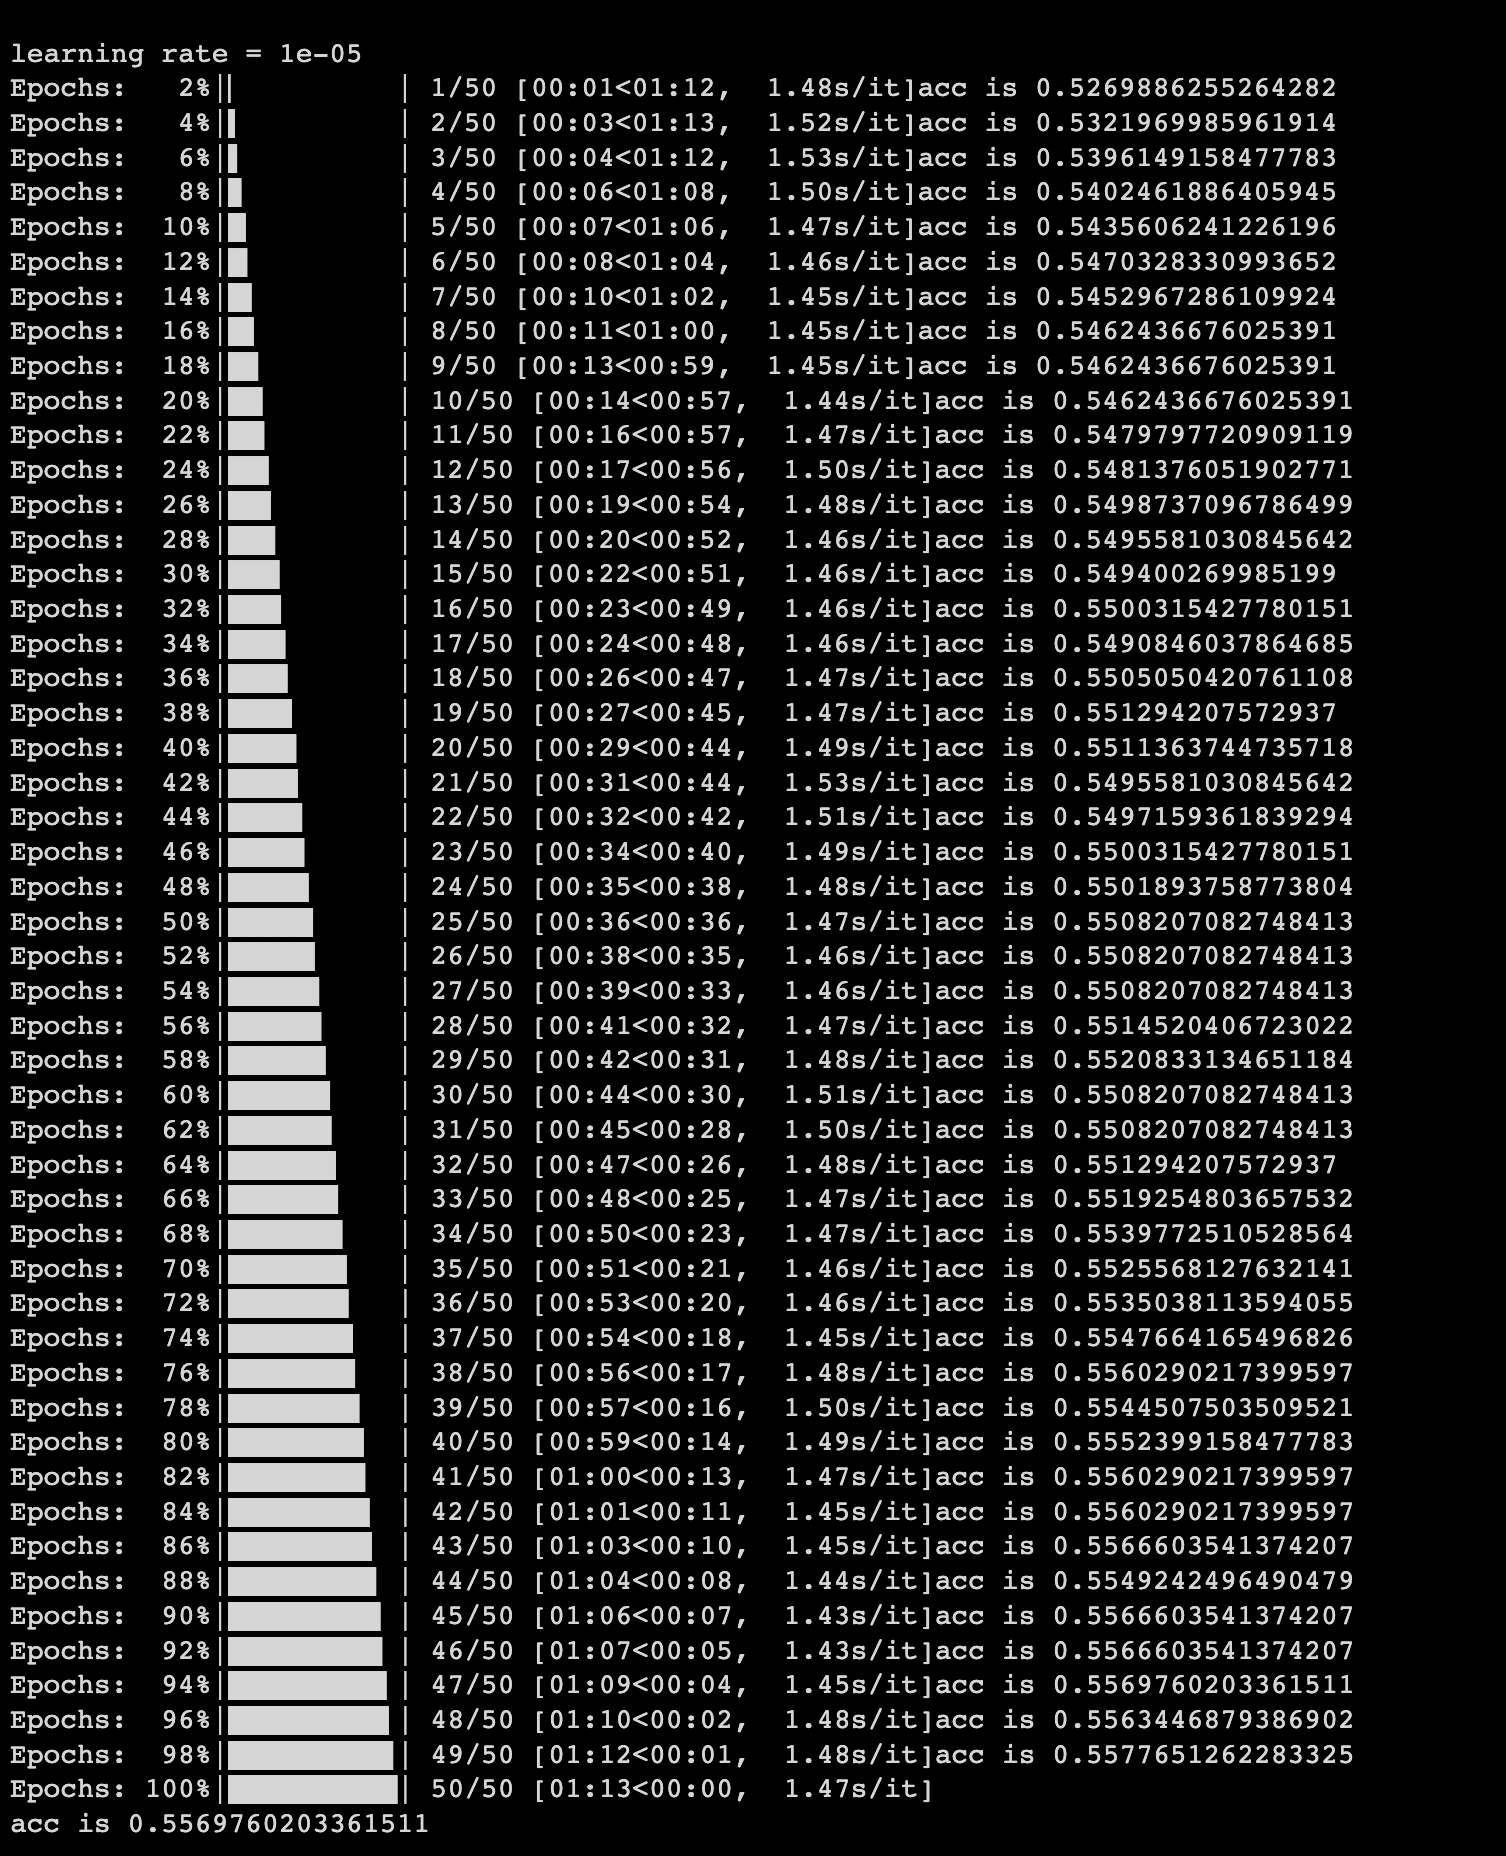 learning rate = 1e-05
Epochs:   2%||          | 1/50 [00:01<01:12,  1.48s/it]acc is 0.5269886255264282
Epochs:   4%|          | 2/50 [00:03<01:13,  1.52s/it]acc is 0.5321969985961914
Epochs:   6%|          | 3/50 [00:04<01:12,  1.53s/it]acc is 0.5396149158477783
Epochs:   8%|          | 4/50 [00:06<01:08,  1.50s/it]acc is 0.5402461886405945
Epochs:  10%|          | 5/50 [00:07<01:06,  1.47s/it]acc is 0.5435606241226196
Epochs:  12%|          | 6/50 [00:08<01:04,  1.46s/it]acc is 0.5470328330993652
Epochs:  14%|          | 7/50 [00:10<01:02,  1.45s/it]acc is 0.5452967286109924
Epochs:  16%|          | 8/50 [00:11<01:00,  1.45s/it]acc is 0.5462436676025391
Epochs:  18%|          | 9/50 [00:13<00:59,  1.45s/it]acc is 0.5462436676025391
Epochs:  20%|          | 10/50 [00:14<00:57,  1.44s/it]acc is 0.5462436676025391
Epochs:  22%|          | 11/50 [00:16<00:57,  1.47s/it]acc is 0.5479797720909119
Epochs:  24%|          | 12/50 [00:17<00:56,  1.50s/it]acc is 0.5481376051902771
Epochs:  26%|          | 13/50 [00:19<00:54,  1.48s/it]acc is 0.5498737096786499
Epochs:  28%|          | 14/50 [00:20<00:52,  1.46s/it]acc is 0.5495581030845642
Epochs:  30%|          | 15/50 [00:22<00:51,  1.46s/it]acc is 0.549400269985199
Epochs:  32%|          | 16/50 [00:23<00:49,  1.46s/it]acc is 0.5500315427780151
Epochs:  34%|          | 17/50 [00:24<00:48,  1.46s/it]acc is 0.5490846037864685
Epochs:  36%|          | 18/50 [00:26<00:47,  1.47s/it]acc is 0.5505050420761108
Epochs:  38%|          | 19/50 [00:27<00:45,  1.47s/it]acc is 0.551294207572937
Epochs:  40%|          | 20/50 [00:29<00:44,  1.49s/it]acc is 0.5511363744735718
Epochs:  42%|          | 21/50 [00:31<00:44,  1.53s/it]acc is 0.5495581030845642
Epochs:  44%|          | 22/50 [00:32<00:42,  1.51s/it]acc is 0.5497159361839294
Epochs:  46%|          | 23/50 [00:34<00:40,  1.49s/it]acc is 0.5500315427780151
Epochs:  48%|          | 24/50 [00:35<00:38,  1.48s/it]acc is 0.5501893758773804
Epochs:  50%|          | 25/50 [00:36<00:36,  1.47s/it]acc is 0.5508207082748413
Epochs:  52%|          | 26/50 [00:38<00:35,  1.46s/it]acc is 0.5508207082748413
Epochs:  54%|          | 27/50 [00:39<00:33,  1.46s/it]acc is 0.5508207082748413
Epochs:  56%|          | 28/50 [00:41<00:32,  1.47s/it]acc is 0.5514520406723022
Epochs:  58%|          | 29/50 [00:42<00:31,  1.48s/it]acc is 0.5520833134651184
Epochs:  60%|          | 30/50 [00:44<00:30,  1.51s/it]acc is 0.5508207082748413
Epochs:  62%|          | 31/50 [00:45<00:28,  1.50s/it]acc is 0.5508207082748413
Epochs:  64%|          | 32/50 [00:47<00:26,  1.48s/it]acc is 0.551294207572937
Epochs:  66%|          | 33/50 [00:48<00:25,  1.47s/it]acc is 0.5519254803657532
Epochs:  68%|          | 34/50 [00:50<00:23,  1.47s/it]acc is 0.5539772510528564
Epochs:  70%|          | 35/50 [00:51<00:21,  1.46s/it]acc is 0.5525568127632141
Epochs:  72%|          | 36/50 [00:53<00:20,  1.46s/it]acc is 0.5535038113594055
Epochs:  74%|          | 37/50 [00:54<00:18,  1.45s/it]acc is 0.5547664165496826
Epochs:  76%|          | 38/50 [00:56<00:17,  1.48s/it]acc is 0.5560290217399597
Epochs:  78%|          | 39/50 [00:57<00:16,  1.50s/it]acc is 0.5544507503509521
Epochs:  80%|          | 40/50 [00:59<00:14,  1.49s/it]acc is 0.5552399158477783
Epochs:  82%|          | 41/50 [01:00<00:13,  1.47s/it]acc is 0.5560290217399597
Epochs:  84%|          | 42/50 [01:01<00:11,  1.45s/it]acc is 0.5560290217399597
Epochs:  86%|          | 43/50 [01:03<00:10,  1.45s/it]acc is 0.5566603541374207
Epochs:  88%|          | 44/50 [01:04<00:08,  1.44s/it]acc is 0.5549242496490479
Epochs:  90%|          | 45/50 [01:06<00:07,  1.43s/it]acc is 0.5566603541374207
Epochs:  92%|          | 46/50 [01:07<00:05,  1.43s/it]acc is 0.5566603541374207
Epochs:  94%|          | 47/50 [01:09<00:04,  1.45s/it]acc is 0.5569760203361511
Epochs:  96%|          | 48/50 [01:10<00:02,  1.48s/it]acc is 0.5563446879386902
Epochs:  98%|          | 49/50 [01:12<00:01,  1.48s/it]acc is 0.5577651262283325
Epochs: 100%|          | 50/50 [01:13<00:00,  1.47s/it]
acc is 0.5569760203361511